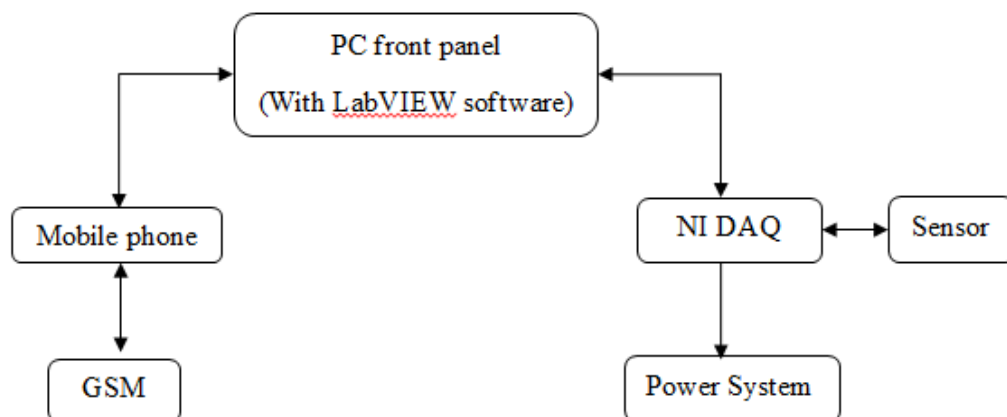 PC front panel
(With LabVIEW software)
Mobile phone
NI DAQ
Sensor
GSM
Power System